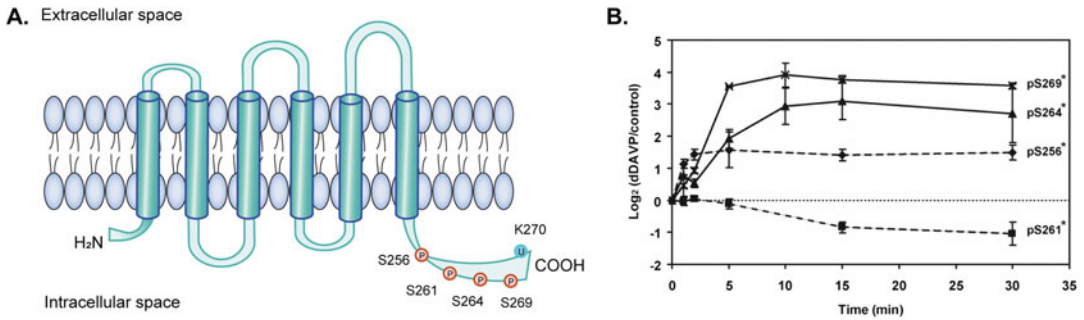 A.
Extracellular space
H₂N
S256
S261
S264
S269
P
P
P
P
U
K270
COOH
Intracellular space
B.
Log₂ (dDAVP/control)
5
4
3
2
1
0
-1
-2
0
5
10
15
20
25
30
35
Time (min)
pS269*
pS264*
pS256*
pS261*